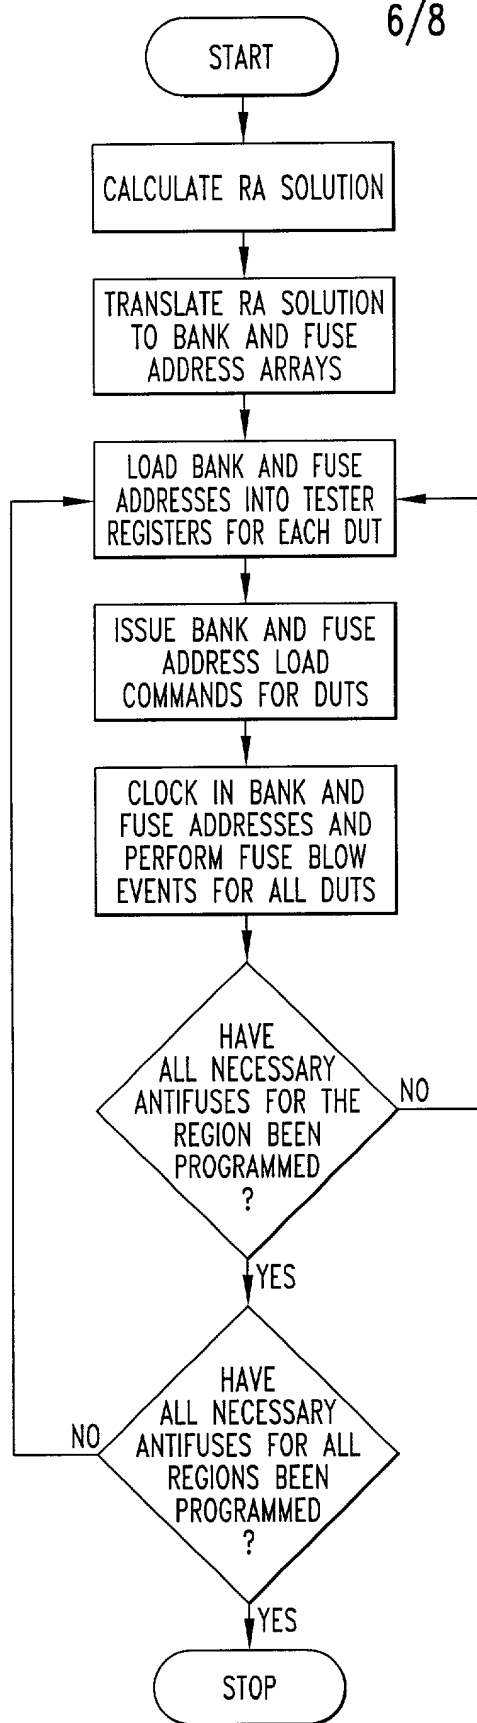 6/8
START
CALCULATE RA SOLUTION
TRANSLATE RA SOLUTION
TO BANK AND FUSE
ADDRESS ARRAYS
LOAD BANK AND FUSE
ADDRESSES INTO TESTER
REGISTERS FOR EACH DUT
ISSUE BANK AND FUSE
ADDRESS LOAD
COMMANDS FOR DUTS
CLOCK IN BANK AND
FUSE ADDRESSES AND
PERFORM FUSE BLOW
EVENTS FOR ALL DUTS
HAVE
ALL NECESSARY
ANTIFUSES FOR THE
REGION BEEN
PROGRAMMED
?
NO
YES
HAVE
ALL NECESSARY
ANTIFUSES FOR ALL
REGIONS BEEN
PROGRAMMED
?
NO
YES
STOP